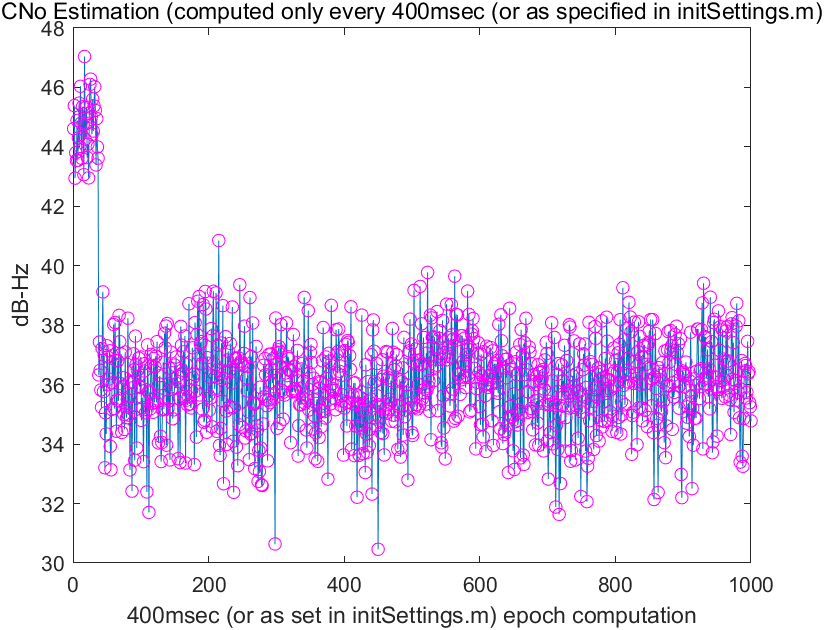 CNo Estimation (computed only every 400msec (or as specified in initSettings.m)
48
46
44
42
40
38
36
34
32
30
dB-Hz
0 200 400 600 800 1000
400msec (or as set in initSettings.m) epoch computation